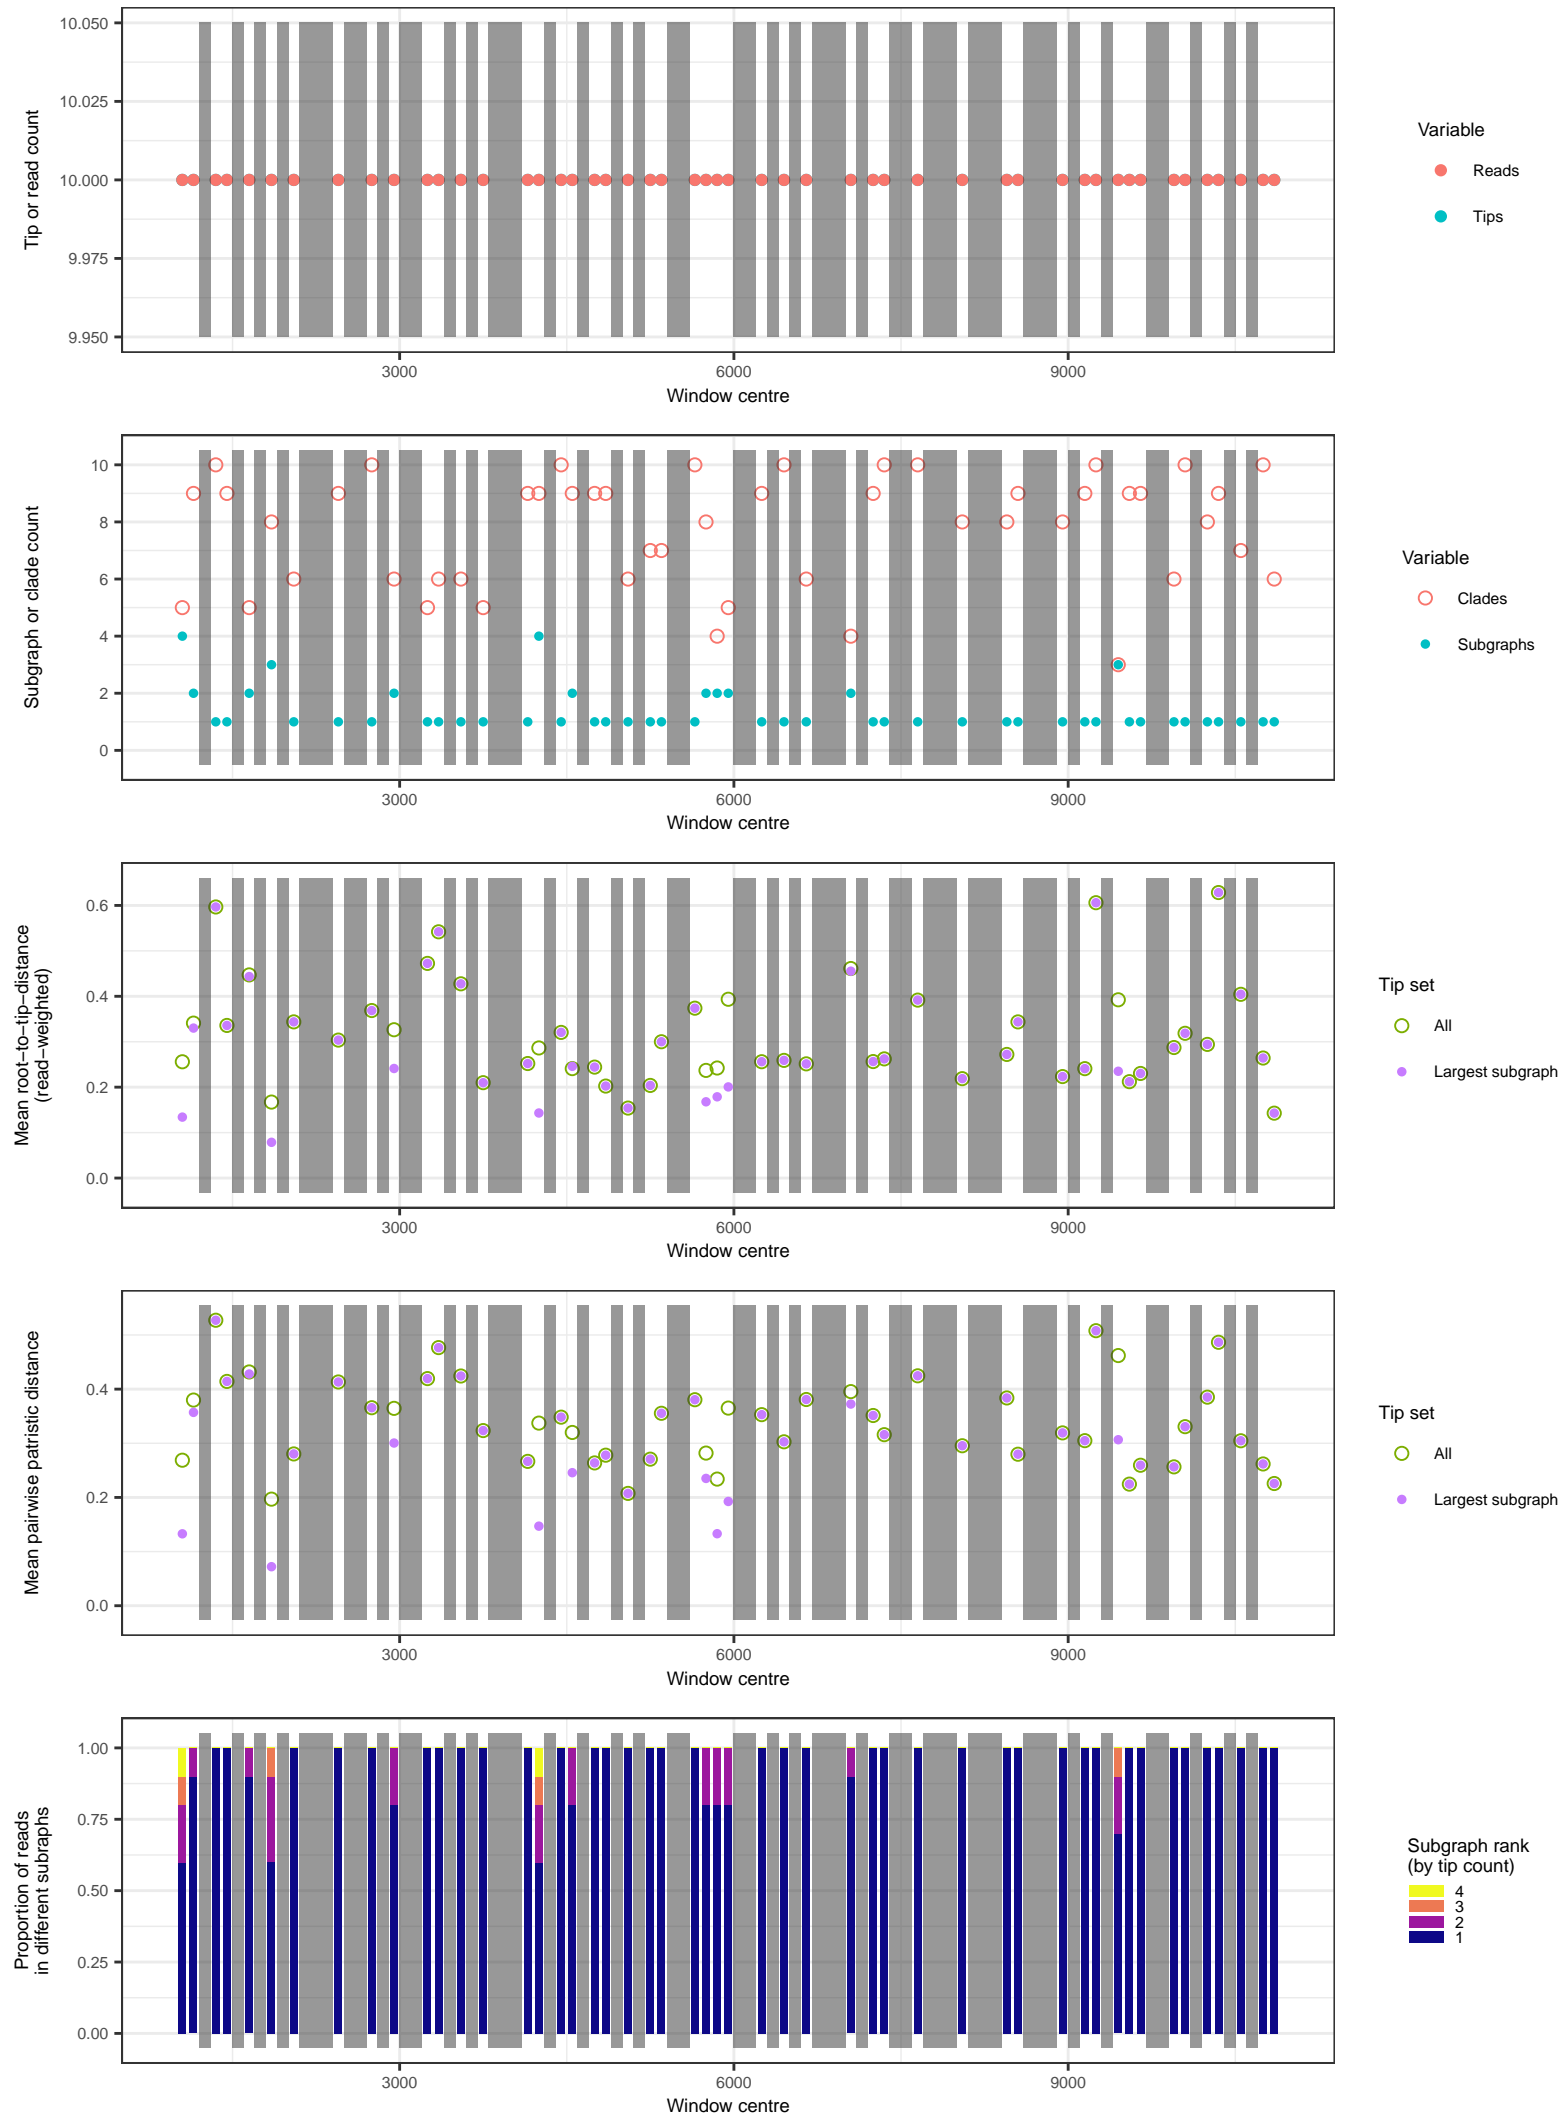 10.050
10.025
10.000
9.975
9.950
Tip or read count
3000
6000
9000
Window centre
Variable
Reads
Tips
10
8
6
4
2
0
Subgraph or clade count
3000
6000
9000
Window centre
Variable
Clades
Subgraphs
0.6
0.4
0.2
0.0
Mean root−to−tip−distance
(read−weighted)
3000
6000
9000
Window centre
Tip set
All
Largest subgraph
0.4
0.2
0.0
Mean pairwise patristic distance
3000
6000
9000
Window centre
Tip set
All
Largest subgraph
1.00
0.75
0.50
0.25
0.00
Proportion of reads
in different subraphs
3000
6000
9000
Window centre
Subgraph rank
(by tip count)
4
3
2
1